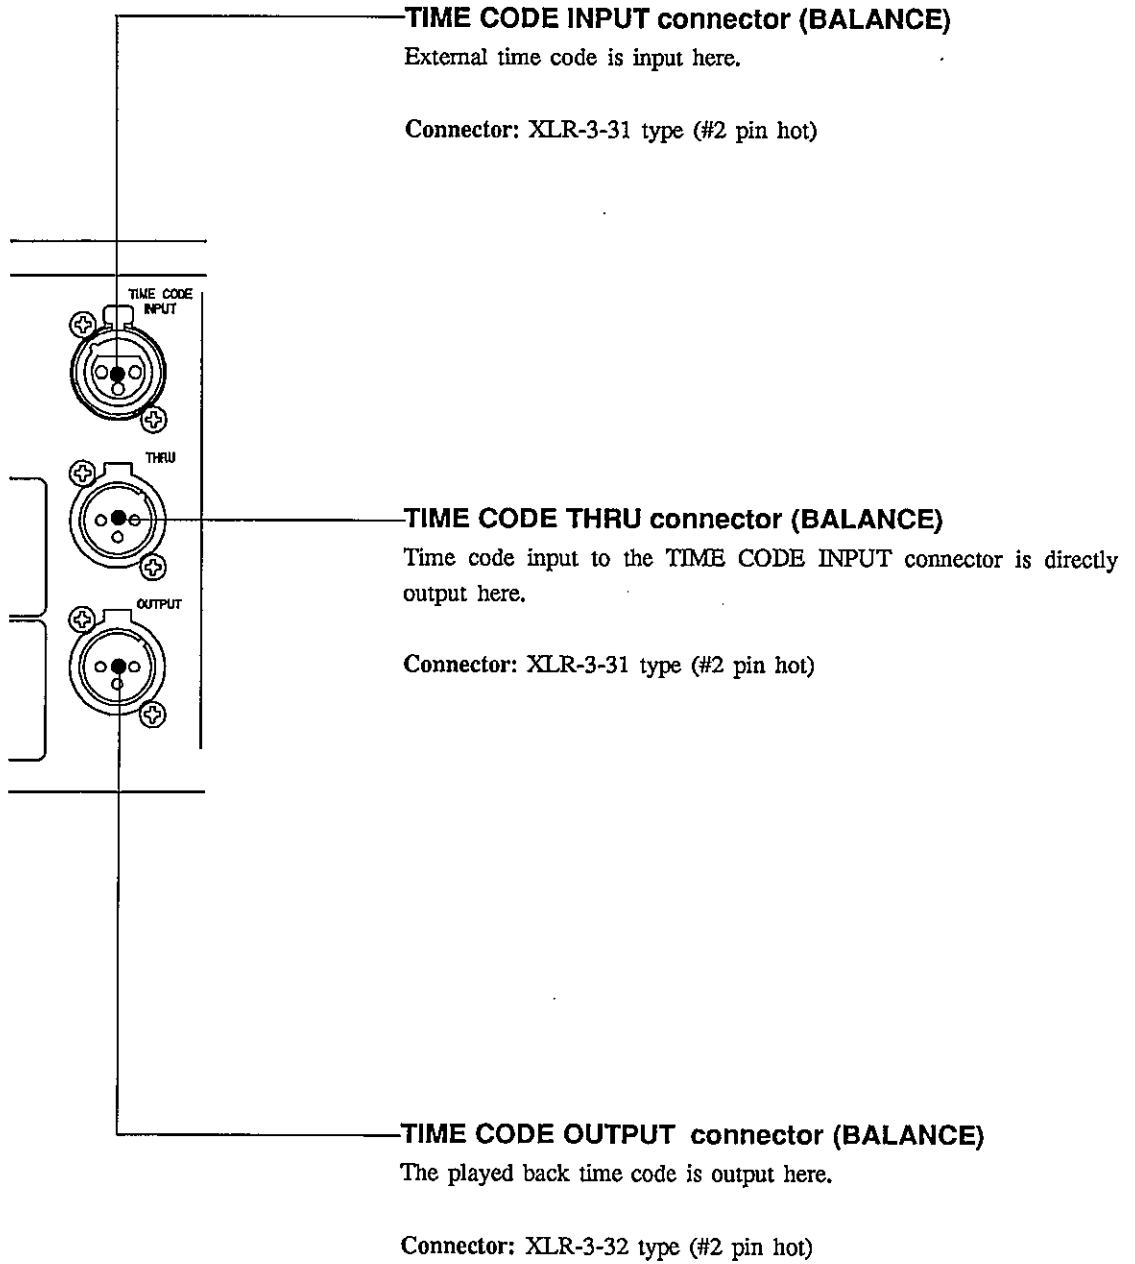 TIME CODE INPUT connector (BALANCE)
External time code is input here.
Connector: XLR-3-31 type (#2 pin hot)
TIME CODE
INPUT
THRU
TIME CODE THRU connector (BALANCE)
Time code input to the TIME CODE INPUT connector is directly
output here.
OUTPUT
Connector: XLR-3-31 type (#2 pin hot)
TIME CODE OUTPUT connector (BALANCE)
The played back time code is output here.
Connector: XLR-3-32 type (#2 pin hot)